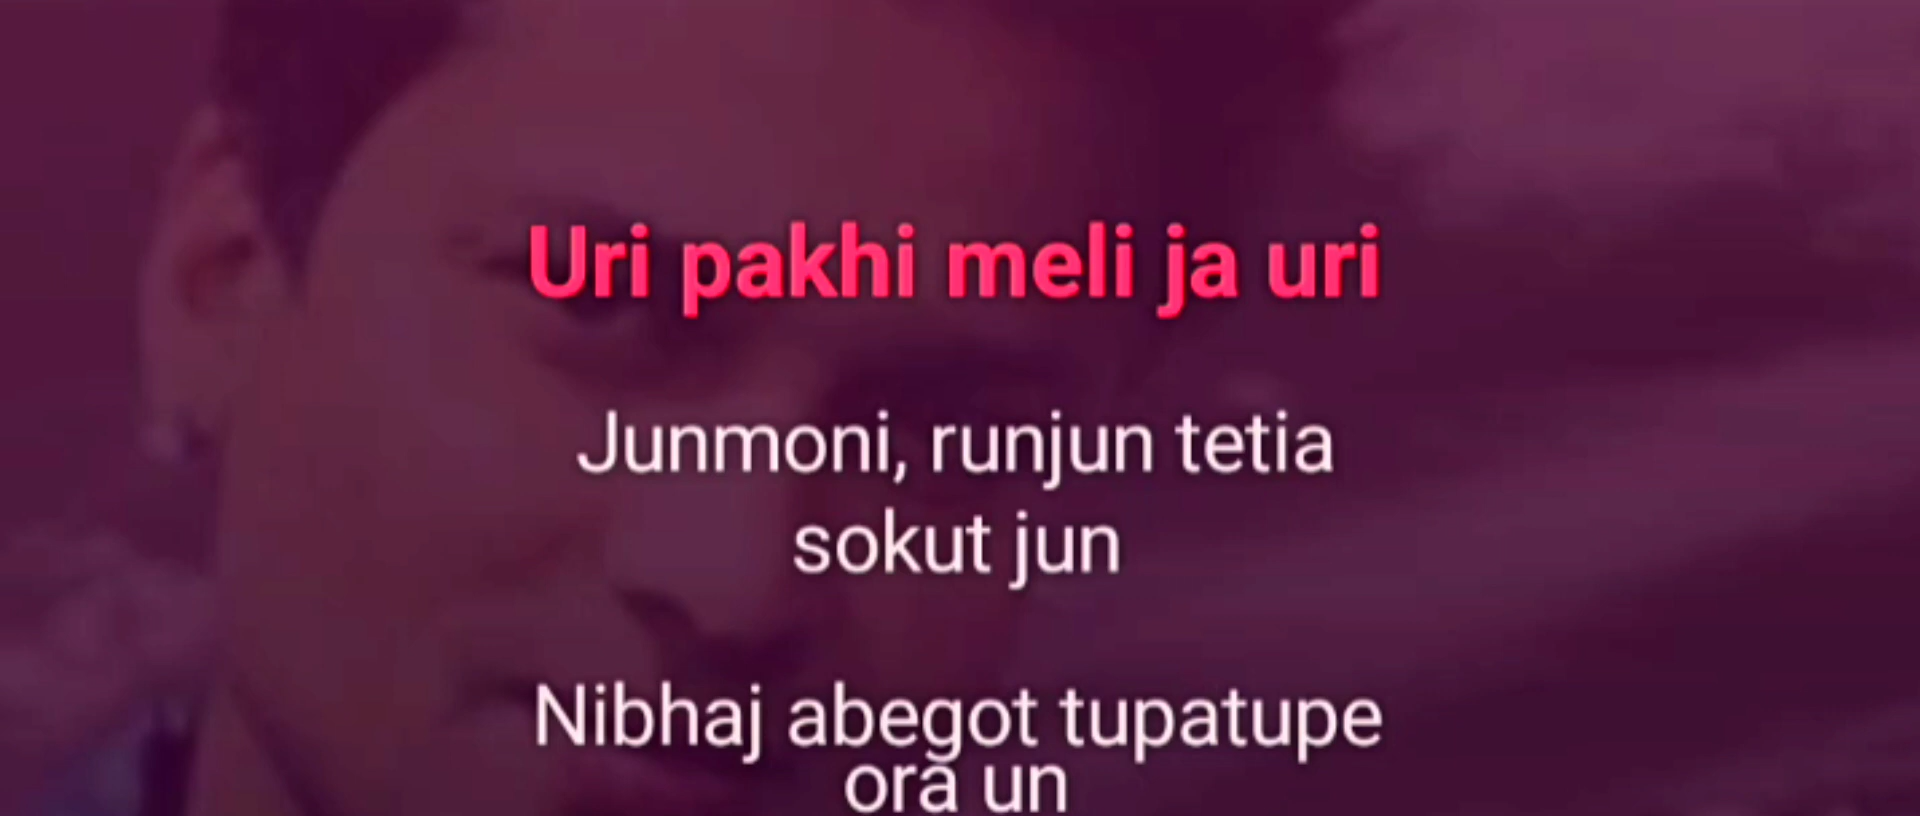 Uri pakhi meli ja uri
Junmoni, runjun tetia
sokut jun
Nibhaj abegot tupatupe
ora un